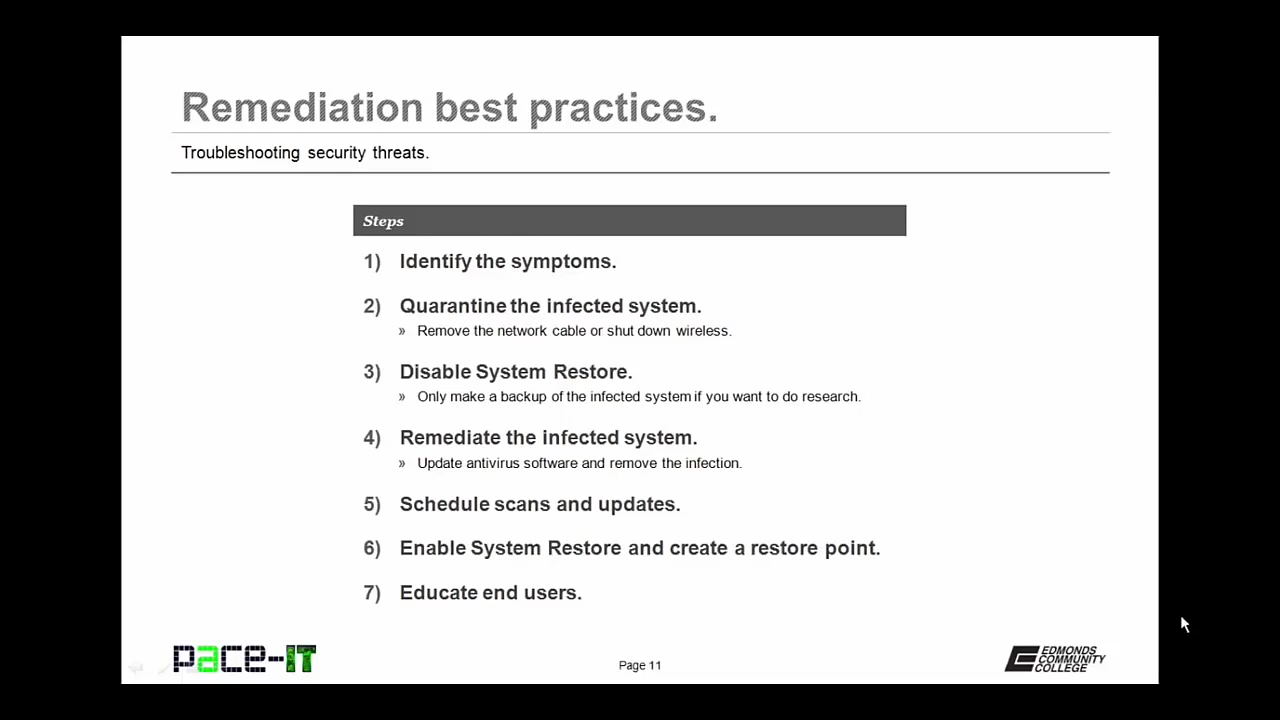 Remediation best practices.
Troubleshooting security threats.
Steps
1) Identify the symptoms.
2) Quarantine the infected system.
» Remove the network cable or shut down wireless.
3) Disable System Restore.
» Only make a backup of the infected system if you want to do research.
4) Remediate the infected system.
» Update antivirus software and remove the infection.
5) Schedule scans and updates.
6) Enable System Restore and create a restore point.
7) Educate end users.
pace-IT
Page 11
EDMONDS
COMMUNITY
COLLEGE